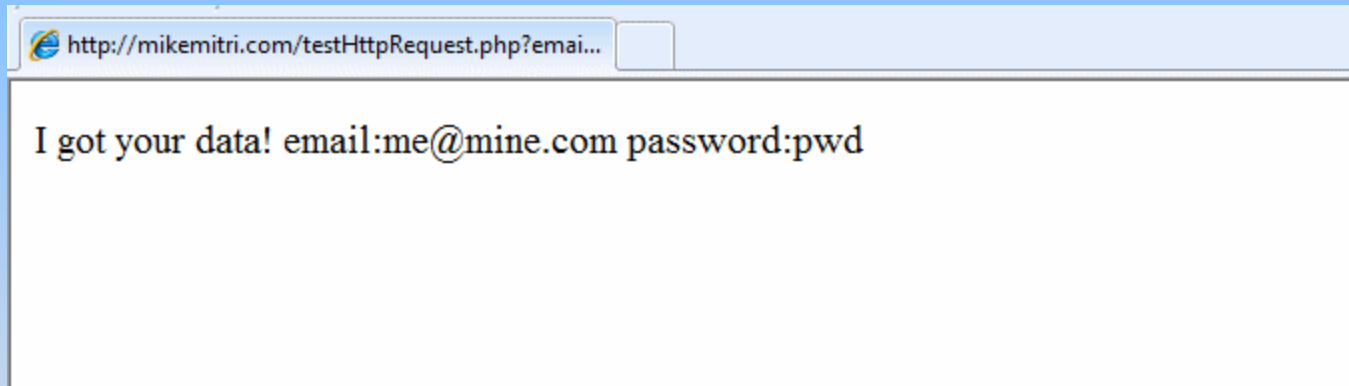 http://mikemitri.com/testHttpRequest.php?emai...
I got your data! email:me@mine.com password:pwd